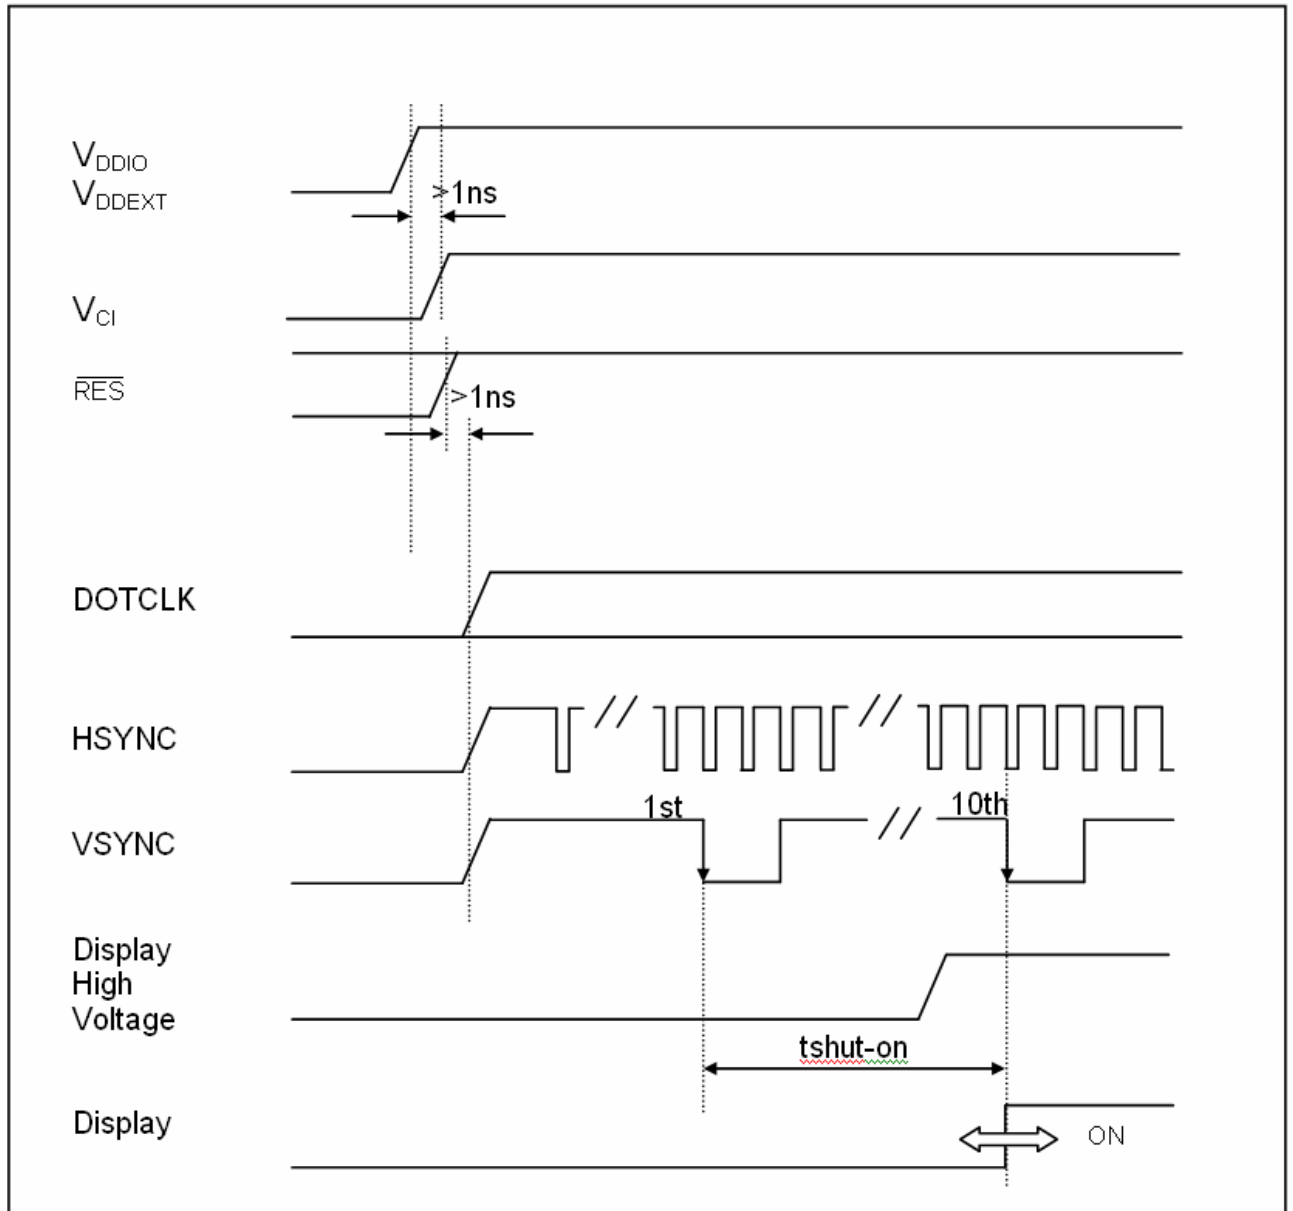 VDDIO
VDDEXT
>1ns
VCI
RES
>1ns
DOTCLK
HSYNC
1st
10th
VSYNC
Display
High
Voltage
tshut-on
Display
ON